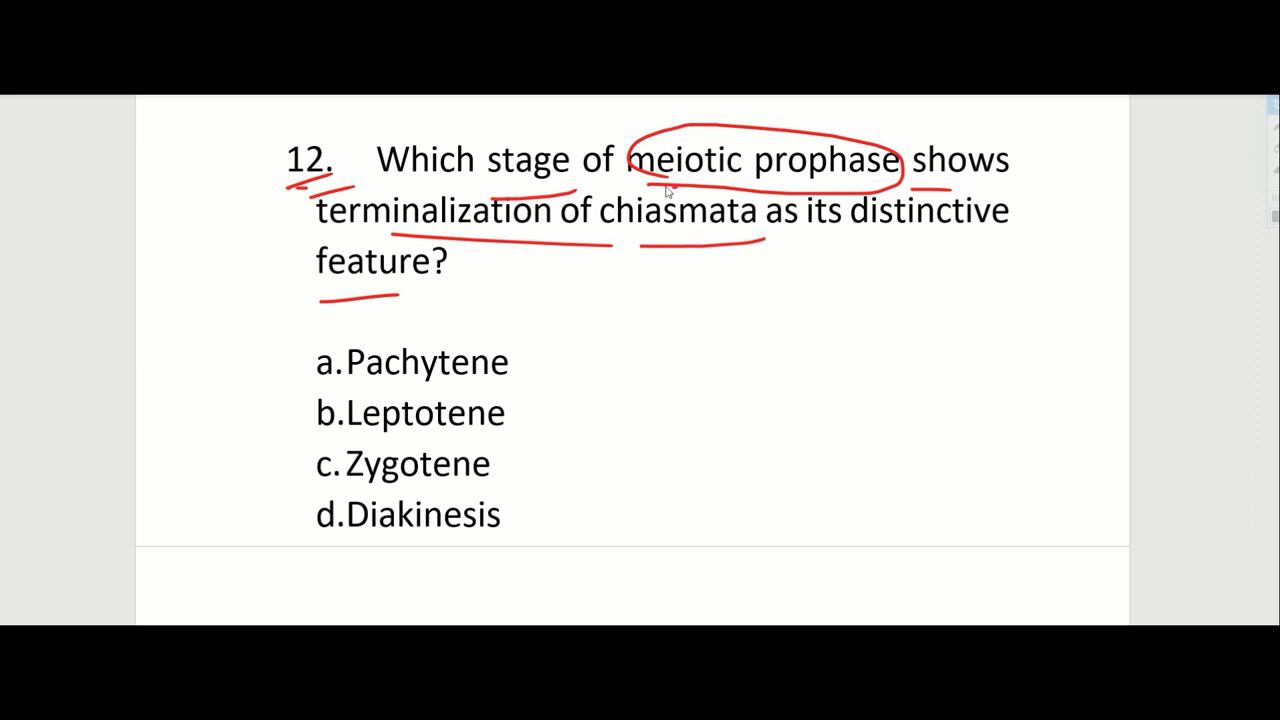 12. Which stage of meiotic prophase shows
terminalization of chiasmata as its distinctive
feature?
a.Pachytene
b.Leptotene
c.Zygotene
d.Diakinesis